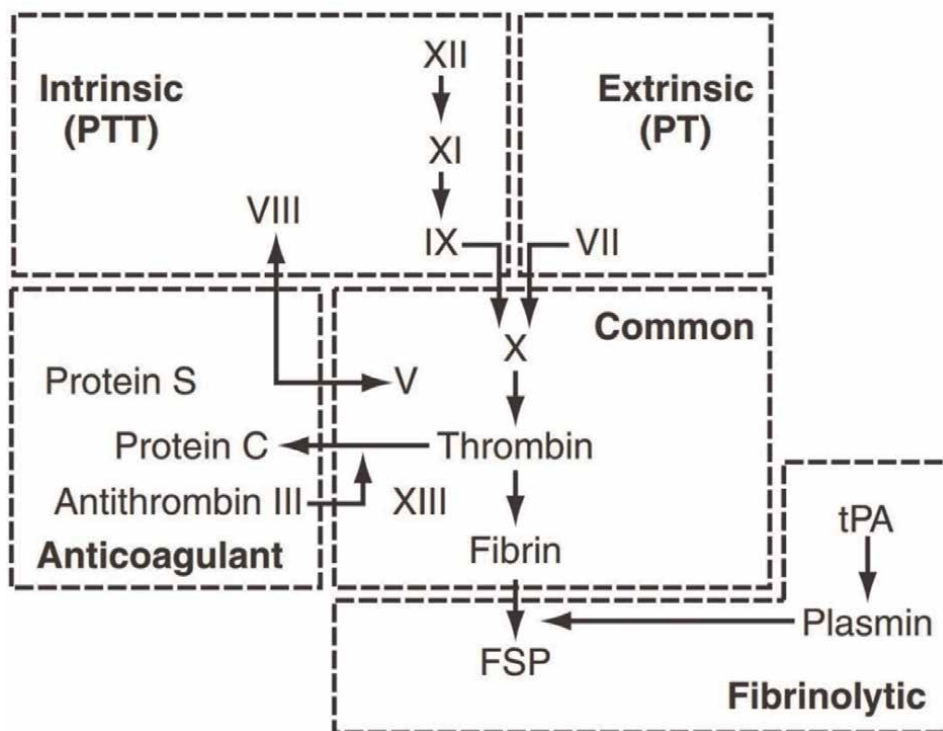 Intrinsic
(PTT)
XII
XI
VIII
IX
Extrinsic
(PT)
VII
Common
X
Protein S
V
Protein C
Thrombin
Antithrombin III
XIII
Anticoagulant
Fibrin
tPA
Plasmin
FSP
Fibrinolytic